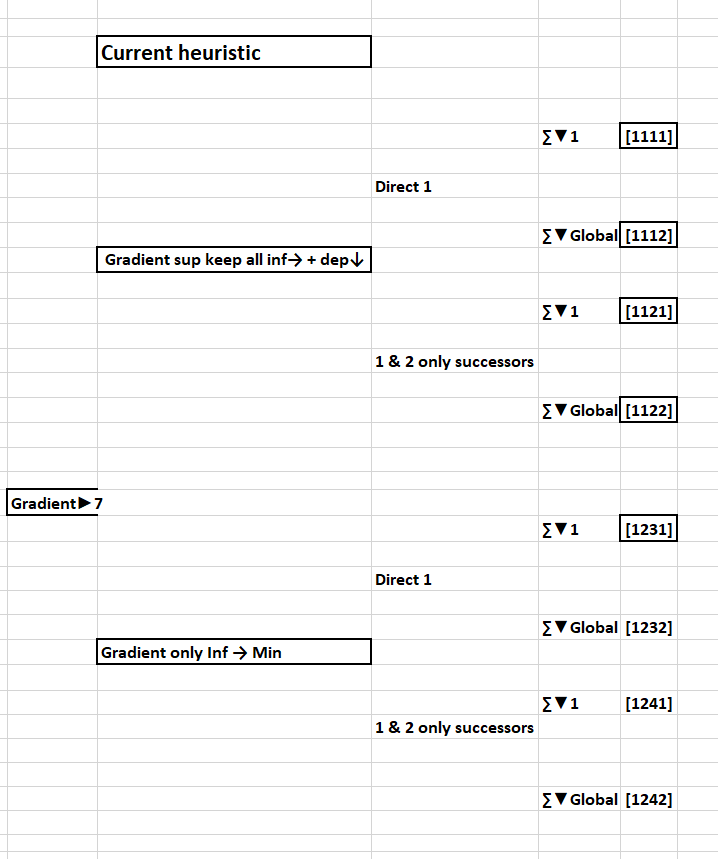 Current heuristic
∑▼1 [1111]
Direct 1
∑▼Global [1112]
Gradient sup keep all inf→ + dep↓
∑▼1 [1121]
1 & 2 only successors
∑▼Global [1122]
Gradient►7
∑▼1 [1231]
Direct 1
∑▼Global [1232]
Gradient only Inf → Min
∑▼1 [1241]
1 & 2 only successors
∑▼Global [1242]